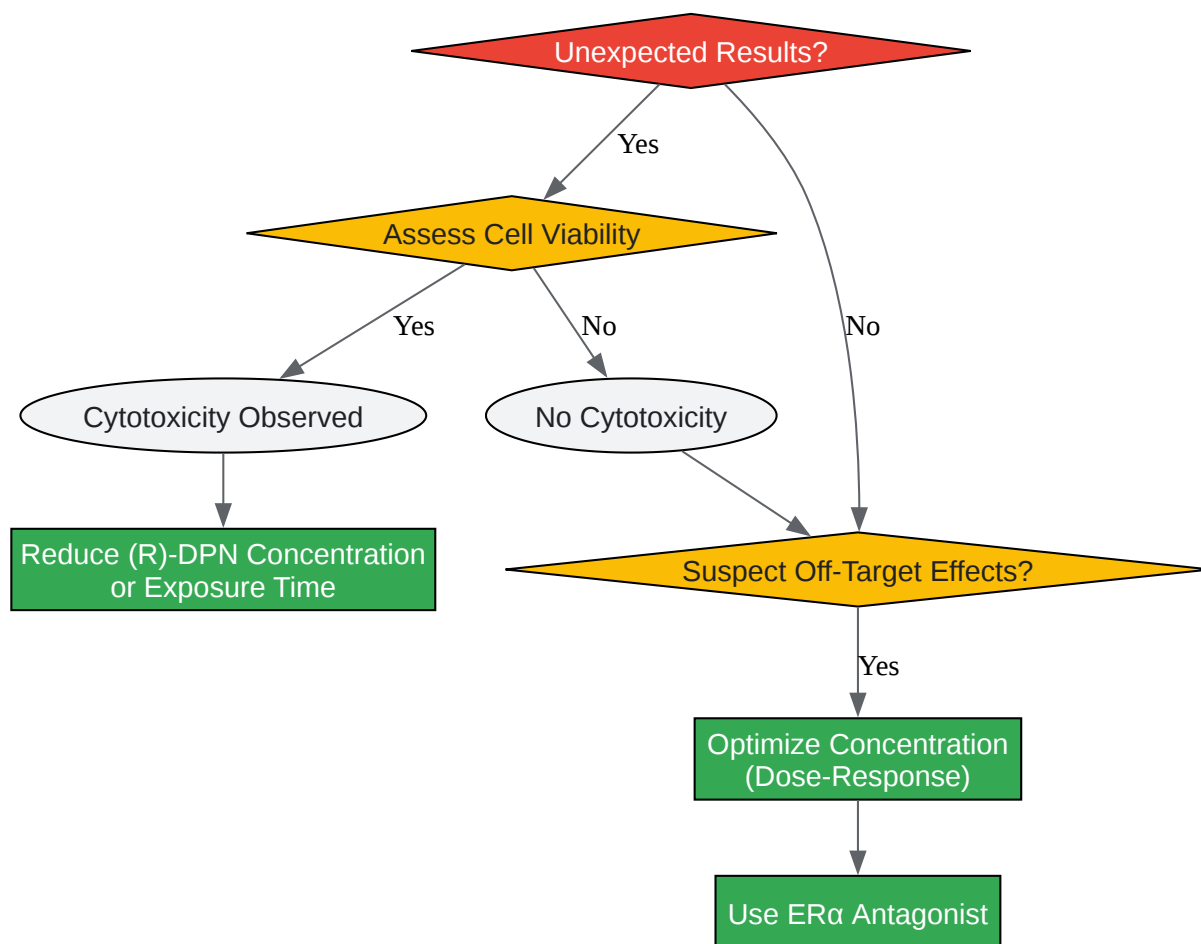 Unexpected Results?
Yes
Assess Cell Viability
Yes
No
No
Cytotoxicity Observed
No Cytotoxicity
Reduce (R)-DPN Concentration
or Exposure Time
Suspect Off-Target Effects?
Yes
Optimize Concentration
(Dose-Response)
Use ERα Antagonist